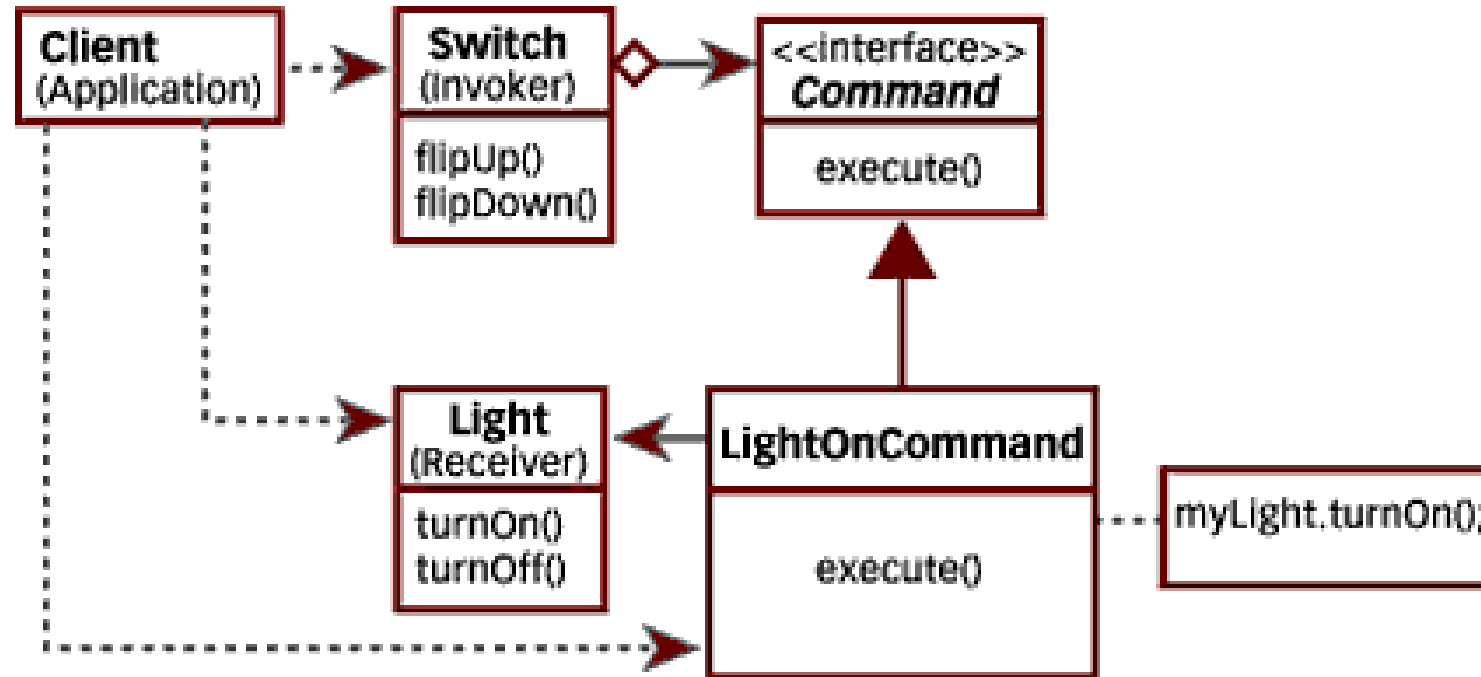 Client
(Application)
Switch
(Invoker)
flipUp()
flipDown()
<<interface>>
Command
execute()
Light
(Receiver)
turnOn()
turnOff()
LightOnCommand
execute()
myLight.turnOn();